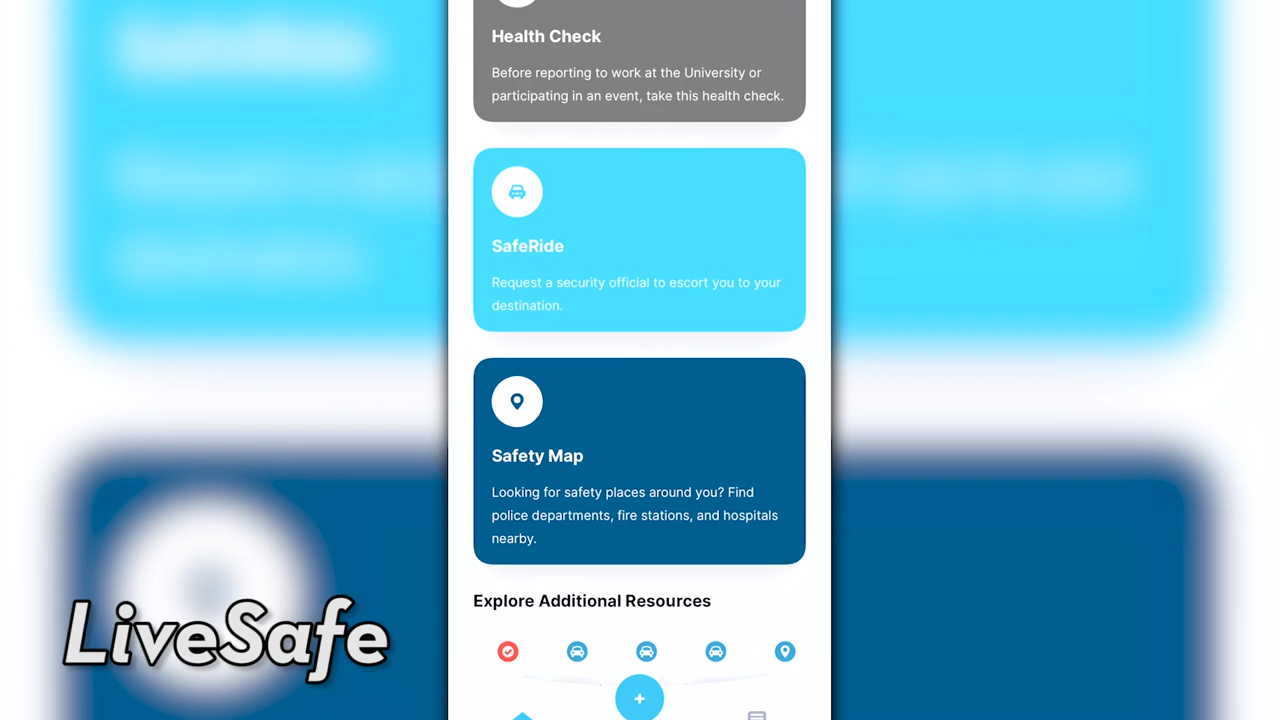 Health Check
Before reporting to work at the University or
participating in an event, take this health check.
SafeRide
Request a security official to escort you to your
destination.
Safety Map
Looking for safety places around you? Find
police departments, fire stations, and hospitals
nearby.
Explore Additional Resources
LiveSafe